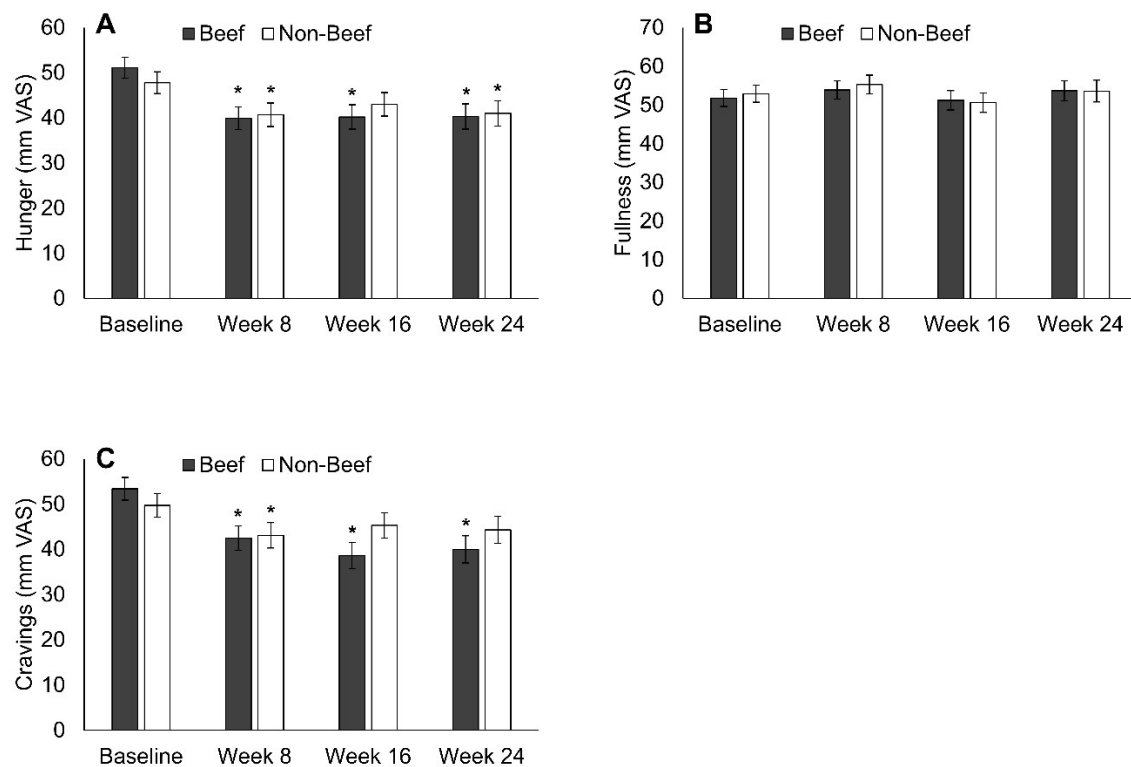 A
Beef Non-Beef
Hunger (mm VAS)
60
50
40
30
20
10
0
* * * * *
Baseline Week 8 Week 16 Week 24
B
Beef Non-Beef
Fullness (mm VAS)
70
60
50
40
30
20
10
0
Baseline Week 8 Week 16 Week 24
C
Beef Non-Beef
Cravings (mm VAS)
60
50
40
30
20
10
0
* * * *
Baseline Week 8 Week 16 Week 24